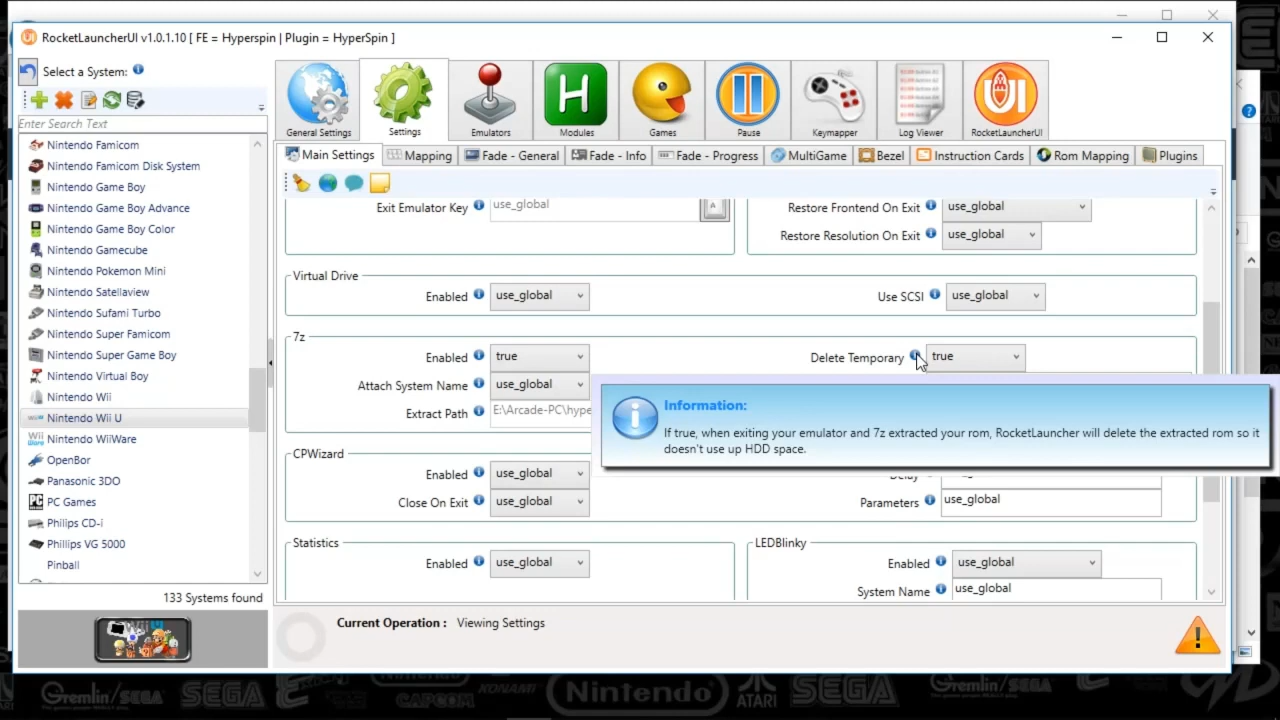 RocketLauncherUI v1.0.1.10 [ FE = Hyperspin | Plugin = HyperSpin ]
Select a System:
Enter Search Text
Nintendo Famicom
Nintendo Famicom Disk System
Nintendo Game Boy
Nintendo Game Boy Advance
Nintendo Game Boy Color
Nintendo Gamecube
Nintendo Pokemon Mini
Nintendo Satellaview
Nintendo Sufami Turbo
Nintendo Super Famicom
Nintendo Super Game Boy
Nintendo Virtual Boy
Nintendo Wii
Nintendo Wii U
Nintendo WiiWare
OpenBor
Panasonic 3DO
PC Games
Philips CD-i
Phillips VG 5000
Pinball
133 Systems found
General Settings
Settings
Emulators
H
Modules
Games
Pause
Keymapper
Log Viewer
UI
RocketLauncherUI
Main Settings
Mapping
Fade - General
Fade - Info
Fade - Progress
MultiGame
Bezel
Instruction Cards
Rom Mapping
Plugins
Exit Emulator Key use_global
Restore Frontend On Exit use_global
Restore Resolution On Exit use_global
Virtual Drive
Enabled use_global
Use SCSI use_global
7z
Enabled true
Delete Temporary true
Attach System Name use_global
Extract Path E:\Arcade-PC\hype
Information:
If true, when exiting your emulator and 7z extracted your rom, RocketLauncher will delete the extracted rom so it
doesn't use up HDD space.
CPWizard
Enabled use_global
Delay
Close On Exit use_global
Parameters use_global
Statistics
Enabled use_global
LEDBlinky
Enabled use_global
System Name use_global
Current Operation : Viewing Settings
Gremlin/SEGA
SEGA
CAPCOM
KONAMI
Nintendo
ATARI
SEGA
Gremlin/SEGA